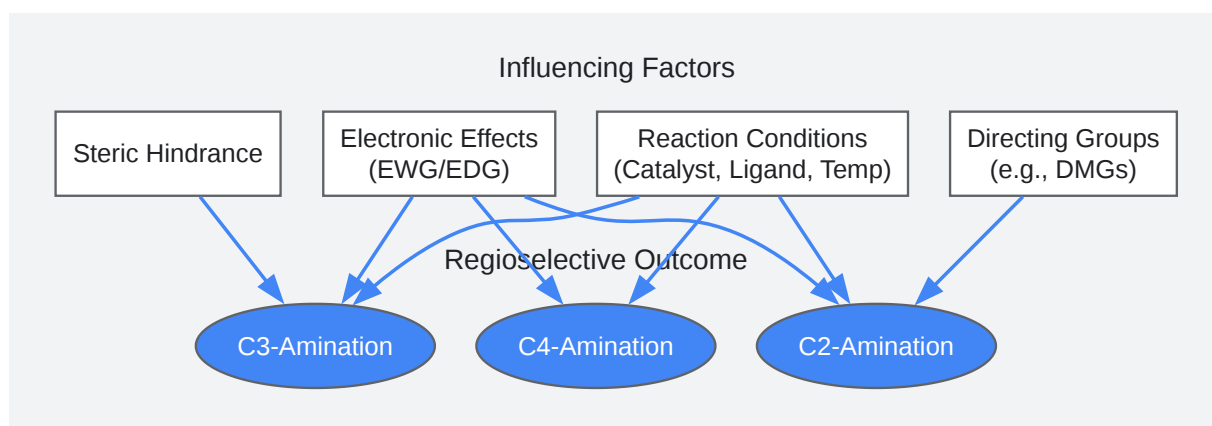 Influencing Factors
Steric Hindrance
Electronic Effects
(EWG/EDG)
Reaction Conditions
(Catalyst, Ligand, Temp)
Directing Groups
(e.g., DMGs)
Regioselective Outcome
C3-Amination
C4-Amination
C2-Amination